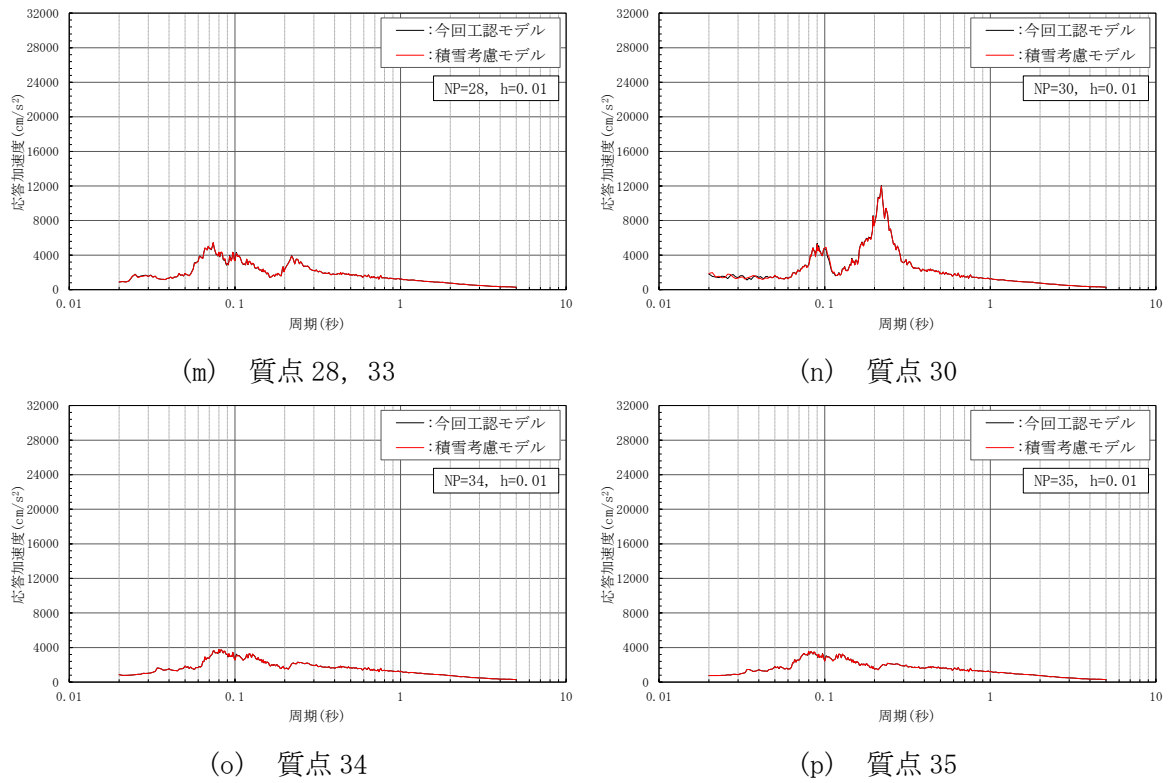 32000
28000
24000
20000
16000
12000
8000
4000
0
応答加速度(cm/s²)
:今回工認モデル
:積雪考慮モデル
NP=28, h=0.01
0.01 0.1 1 10
周期(秒)
(m) 質点 28, 33
32000
28000
24000
20000
16000
12000
8000
4000
0
応答加速度(cm/s²)
:今回工認モデル
:積雪考慮モデル
NP=30, h=0.01
0.01 0.1 1 10
周期(秒)
(n) 質点 30
32000
28000
24000
20000
16000
12000
8000
4000
0
応答加速度(cm/s²)
:今回工認モデル
:積雪考慮モデル
NP=34, h=0.01
0.01 0.1 1 10
周期(秒)
(o) 質点 34
32000
28000
24000
20000
16000
12000
8000
4000
0
応答加速度(cm/s²)
:今回工認モデル
:積雪考慮モデル
NP=35, h=0.01
0.01 0.1 1 10
周期(秒)
(p) 質点 35